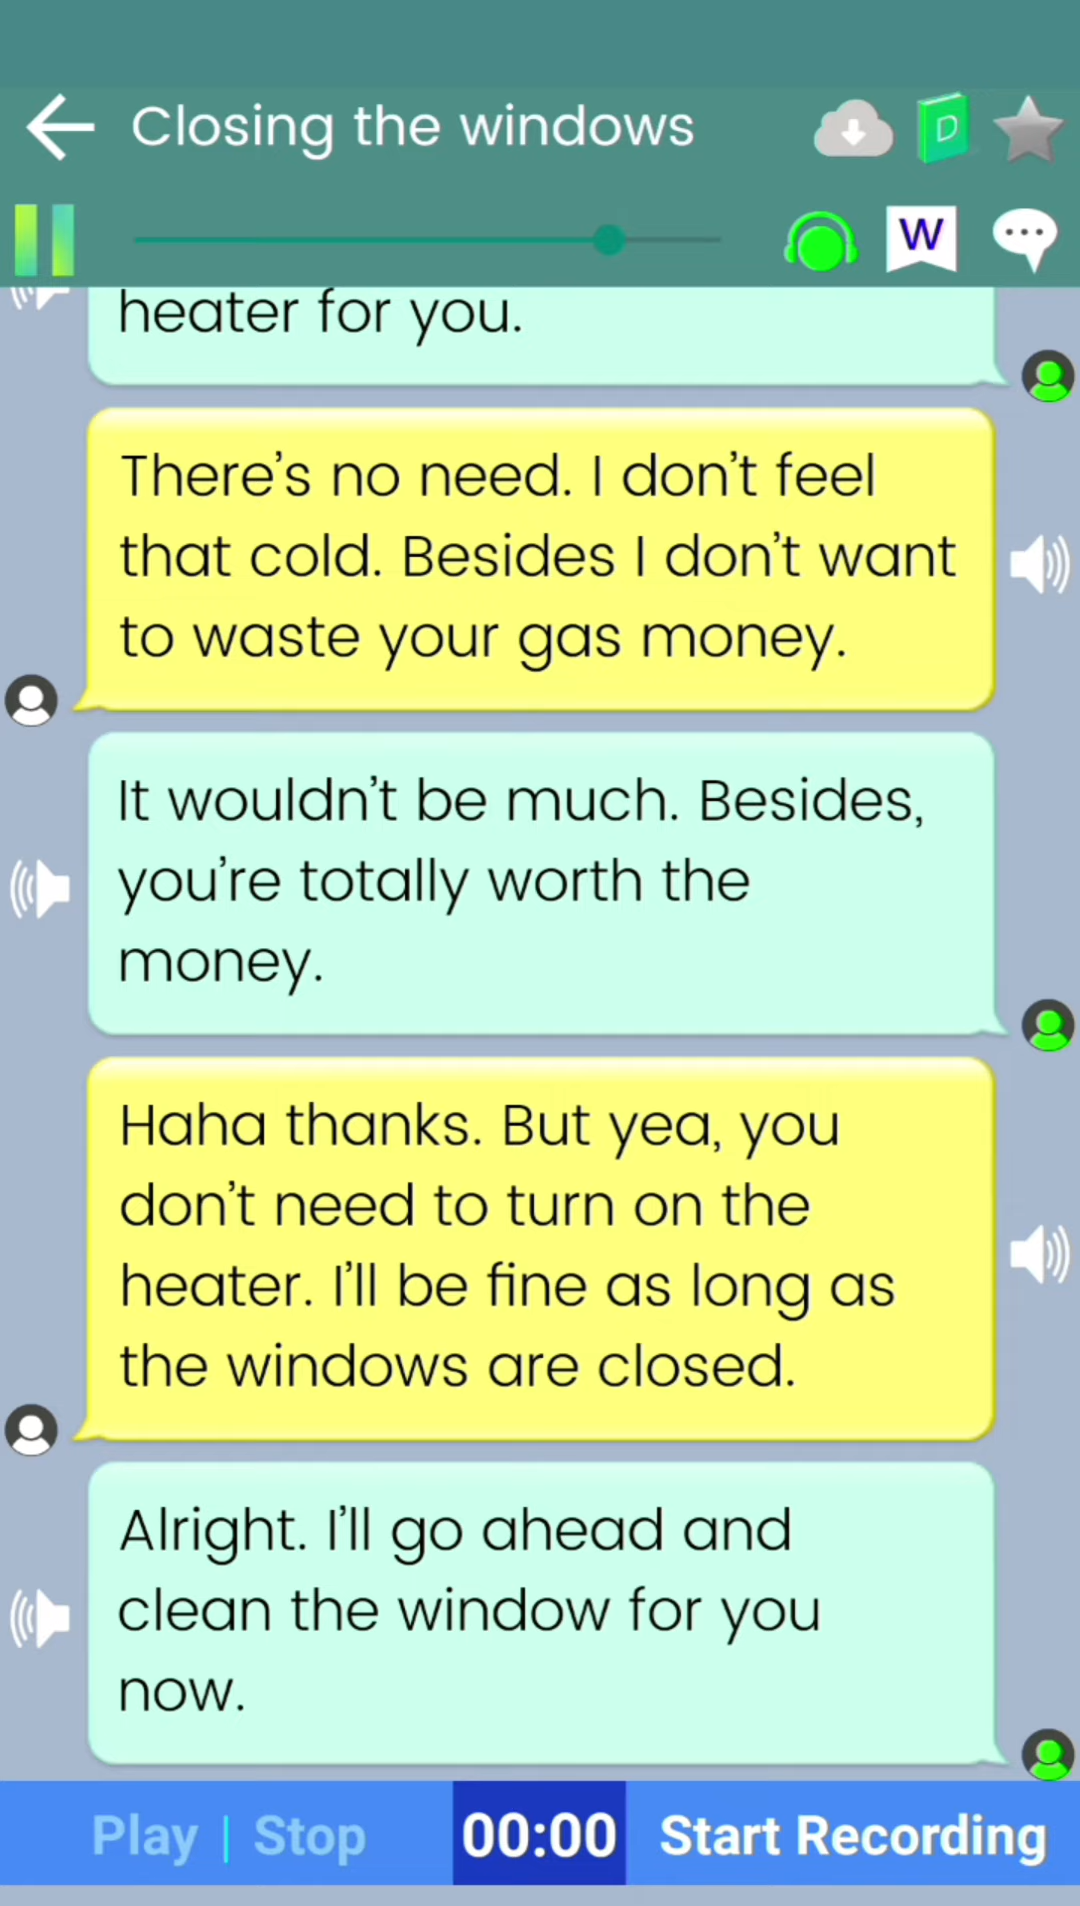 Closing the windows
D
W
heater for you.
There's no need. I don't feel
that cold. Besides I don't want
to waste your gas money.
It wouldn't be much. Besides,
you're totally worth the
money.
Haha thanks. But yea, you
don't need to turn on the
heater. I'll be fine as long as
the windows are closed.
Alright. I'll go ahead and
clean the window for you
now.
Play | Stop 00:00 Start Recording